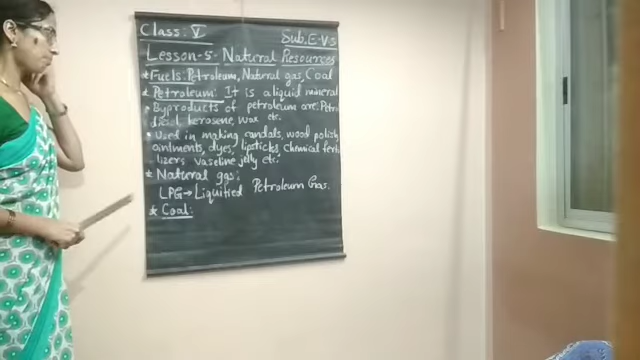 Class: V Sub. E.V.S
Lesson-5- Natural Resources
* Fuels: Petroleum, Natural gas, Coal
* Petroleum: It is a liquid mineral
• Byproducts of petroleum are: Petrol
diesel kerosene, wax etc.
• Used in making candals, wood polish
ointments, dyes, lipsticks chemical ferti
lizers vaseline jelly etc.
* Natural gas:
LPG → Liquified Petroleum Gas.
* Coal: